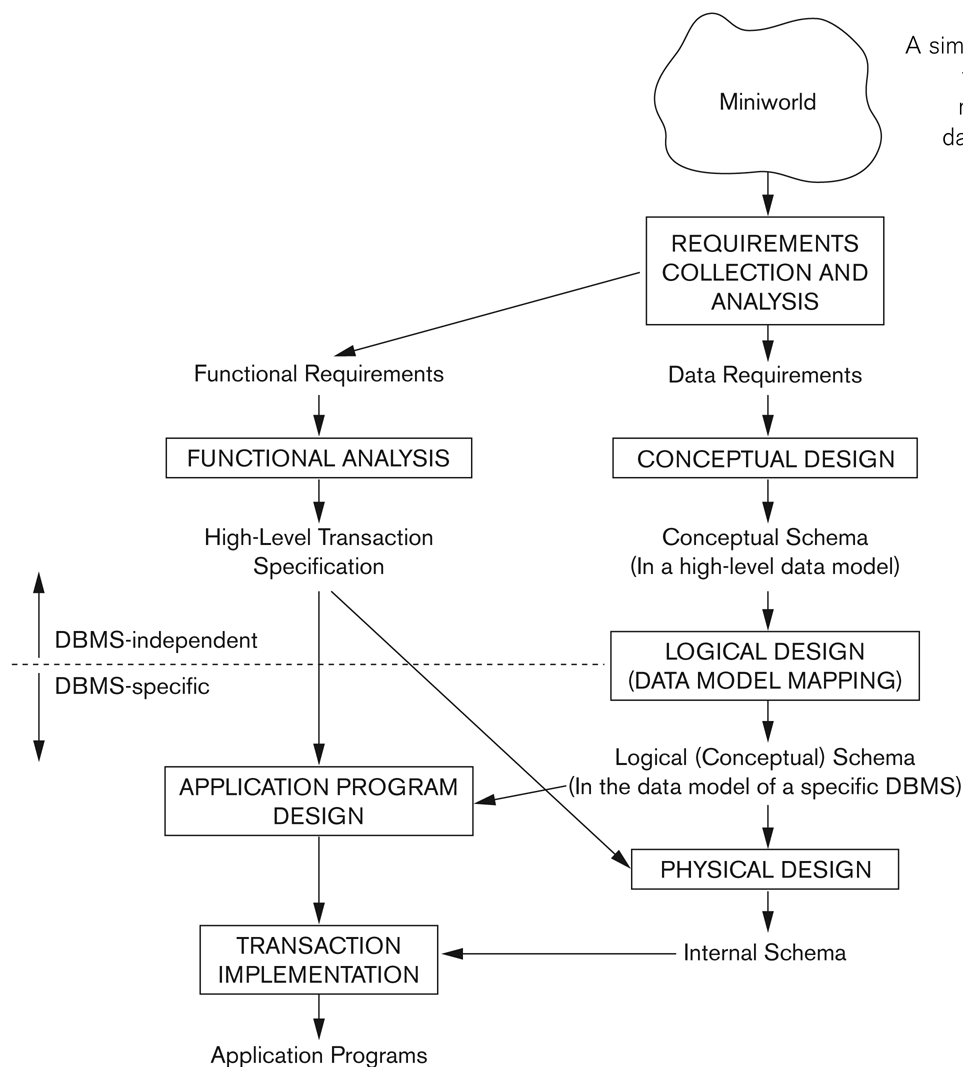 A sim
Miniworld
da
REQUIREMENTS
COLLECTION AND
ANALYSIS
Functional Requirements
Data Requirements
FUNCTIONAL ANALYSIS
CONCEPTUAL DESIGN
High-Level Transaction
Specification
Conceptual Schema
(In a high-level data model)
DBMS-independent
DBMS-specific
LOGICAL DESIGN
(DATA MODEL MAPPING)
Logical (Conceptual) Schema
(In the data model of a specific DBMS)
APPLICATION PROGRAM
DESIGN
PHYSICAL DESIGN
TRANSACTION
IMPLEMENTATION
Internal Schema
Application Programs